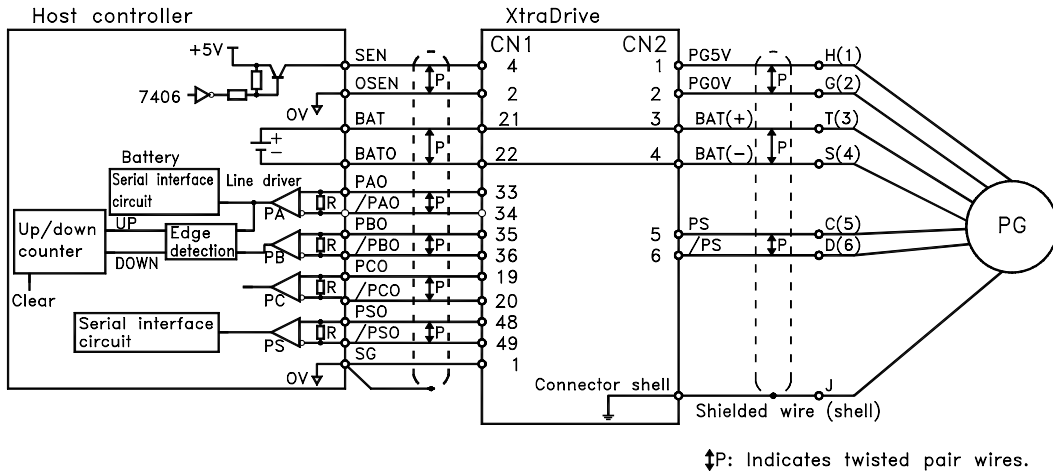 Host controller
XtraDrive
+5V
7406
0V
SEN
OSEN
BAT
BATO
+
−
Battery
Serial interface
circuit
Line driver
Up/down
counter
UP
DOWN
Edge
detection
Clear
PA
PB
PC
PS
R
R
R
R
PAO
/PAO
PBO
/PBO
PCO
/PCO
PSO
/PSO
SG
0V
Serial interface
circuit
P
P
P
P
P
P
CN1
4
2
21
22
33
34
35
36
19
20
48
49
1
CN2
1
2
3
4
5
6
Connector shell
PG5V
PG0V
BAT(+)
BAT(−)
PS
/PS
P
P
P
H(1)
G(2)
T(3)
S(4)
C(5)
D(6)
J
PG
Shielded wire (shell)
P: Indicates twisted pair wires.